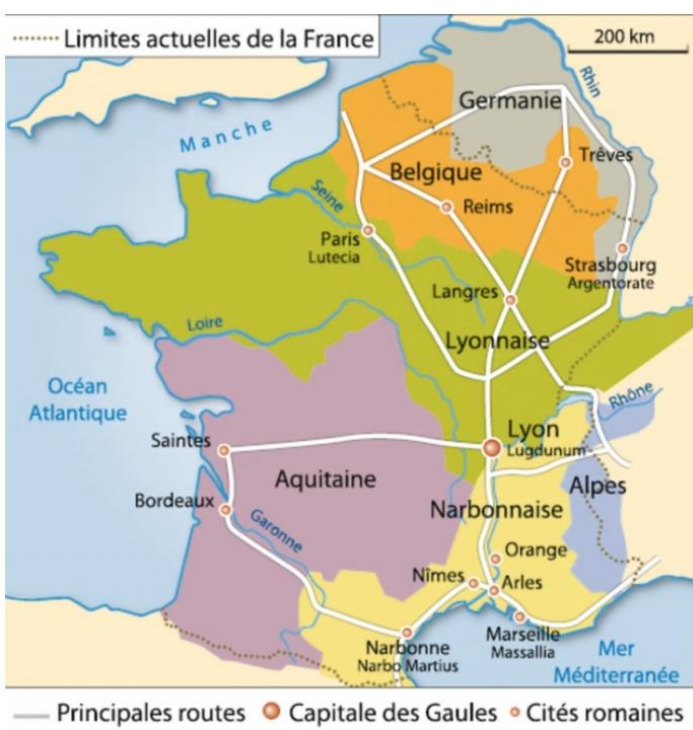 Limites actuelles de la France
200 km
Rhin
Germanie
Manche
Trêves
Belgique
Reims
Seine
Paris
Lutecia
Strasbourg
Argentorate
Langres
Loire
Lyonnaise
Océan
Atlantique
Rhône
Saintes
Lyon
Lugdunum
Aquitaine
Alpes
Bordeaux
Narbonnaise
Garonne
Orange
Nîmes
Arles
Marseille
Massallia
Narbonne
Narbo Martius
Mer
Méditerranée
Principales routes
Capitale des Gaules
Cités romaines